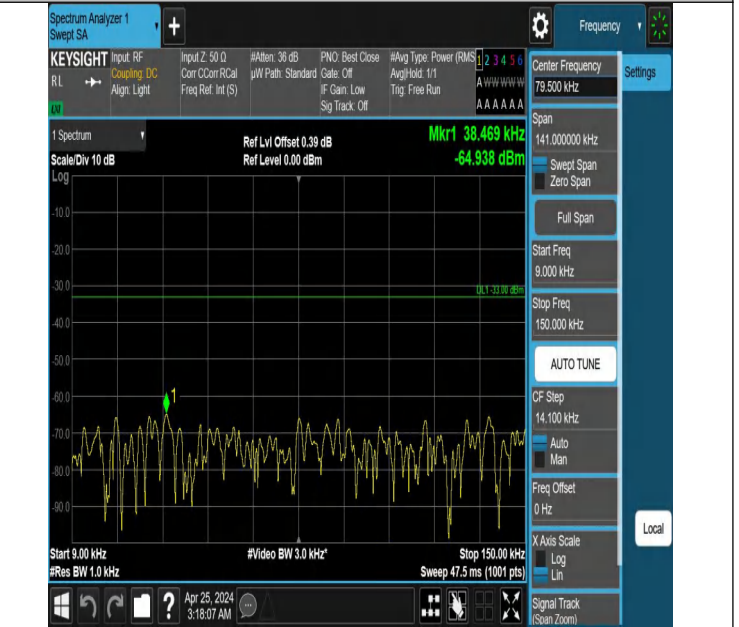 Spectrum Analyzer 1
Swept SA
+
Frequency
KEYSIGHT
RL
Input: RF
Coupling: DC
Align: Light
Input Z: 50 Ω
Corr CCorr RCal
Freq Ref: Int (S)
#Atten: 36 dB
µW Path: Standard
PNO: Best Close
Gate: Off
IF Gain: Low
Sig Track: Off
#Avg Type: Power (RMS
Avg|Hold: 1/1
Trig: Free Run
1 2 3 4 5 6
A W W W W W
A A A A A A
1 Spectrum
Scale/Div 10 dB
Log
Ref Lvl Offset 0.39 dB
Ref Level 0.00 dBm
Mkr1 38.469 kHz
-64.938 dBm
-10.0
-20.0
-30.0
DL1 -33.00 dBm
-40.0
-50.0
-60.0
1
-70.0
-80.0
-90.0
Start 9.00 kHz
#Res BW 1.0 kHz
#Video BW 3.0 kHz*
Stop 150.00 kHz
Sweep 47.5 ms (1001 pts)
?
Apr 25, 2024
3:18:07 AM
Center Frequency
79.500 kHz
Span
141.000000 kHz
Swept Span
Zero Span
Full Span
Start Freq
9.000 kHz
Stop Freq
150.000 kHz
AUTO TUNE
CF Step
14.100 kHz
Auto
Man
Freq Offset
0 Hz
X Axis Scale
Log
Lin
Signal Track
(Span Zoom)
Settings
Local